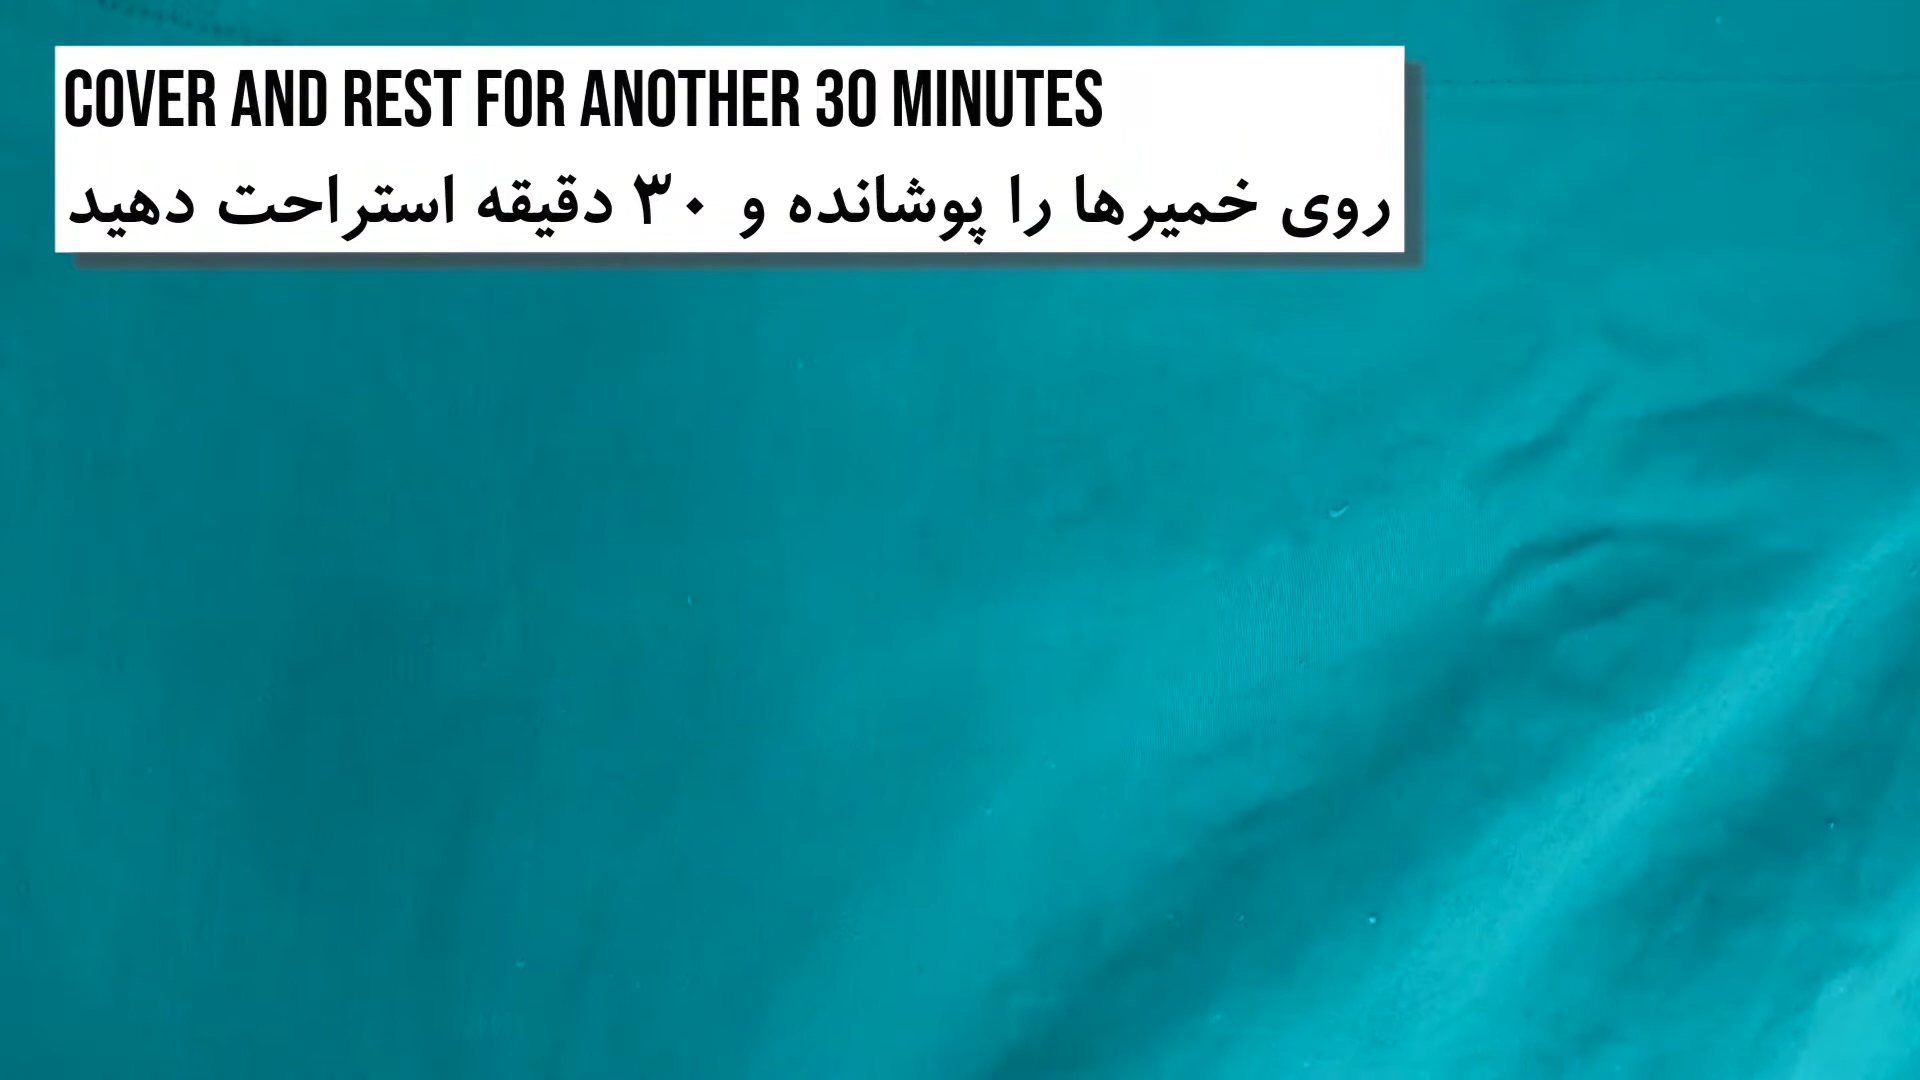 COVER AND REST FOR ANOTHER 30 MINUTES
روی خمیرها را پوشانده و ۳۰ دقیقه استراحت دهید